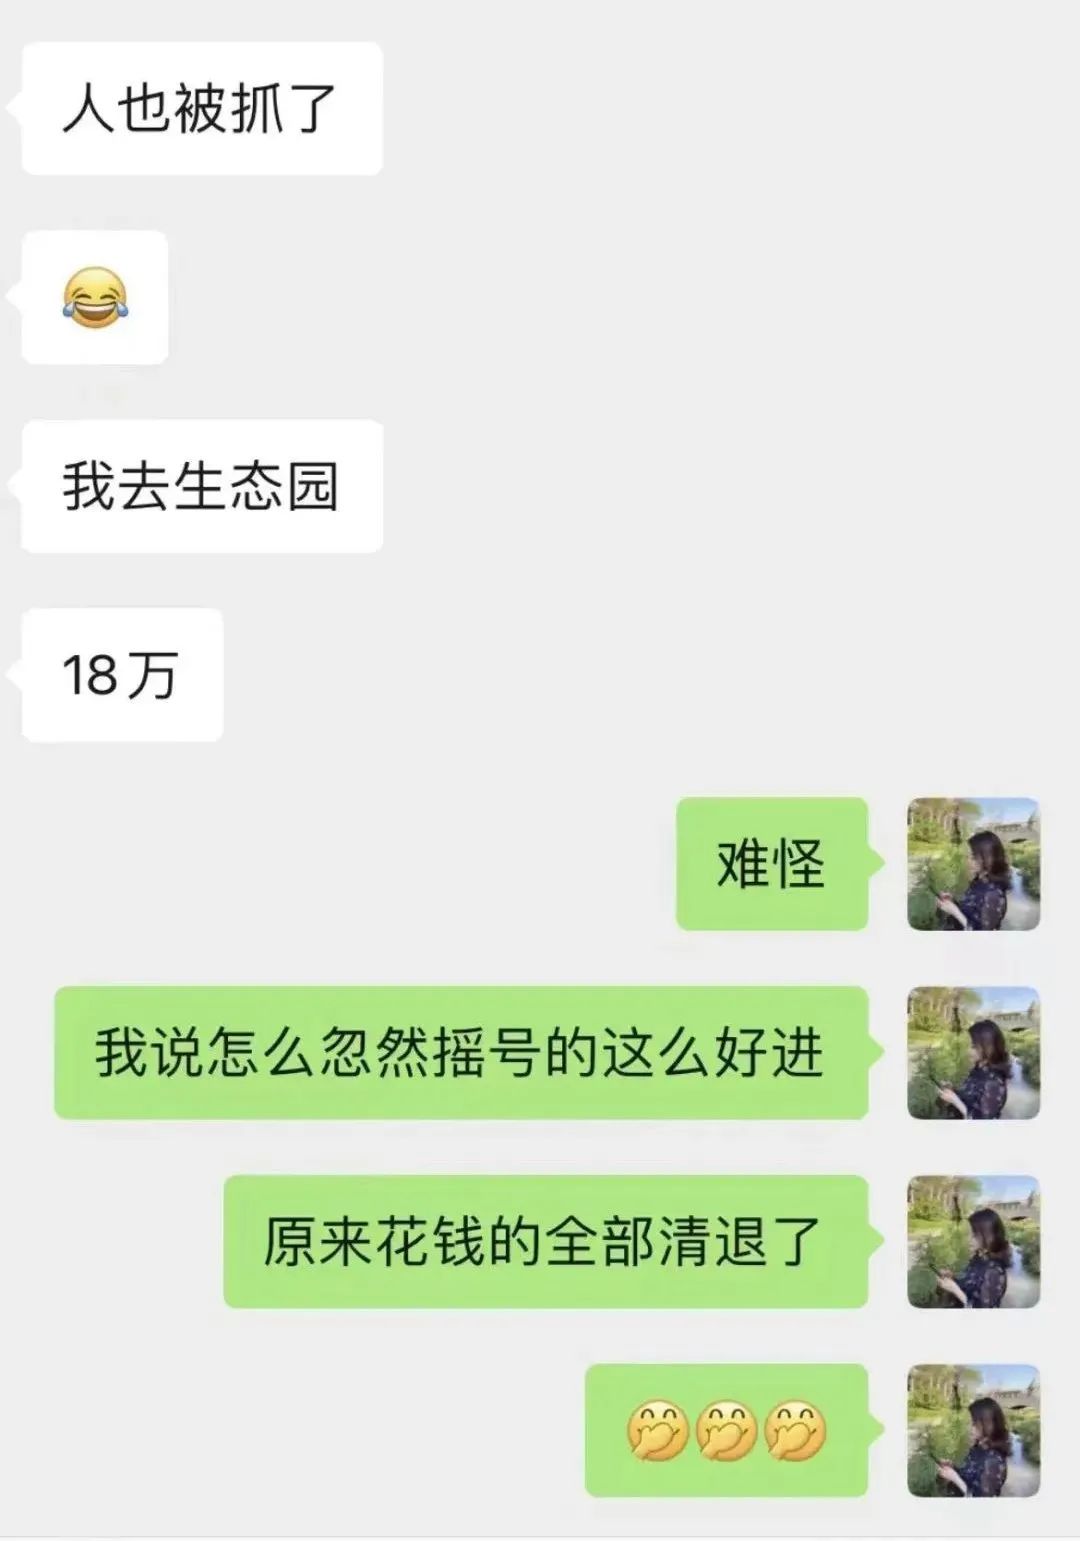 人也被抓了
😂
我去生态园
18万
难怪
我说怎么忽然摇号的这么好进
原来花钱的全部清退了
🤭🤭🤭